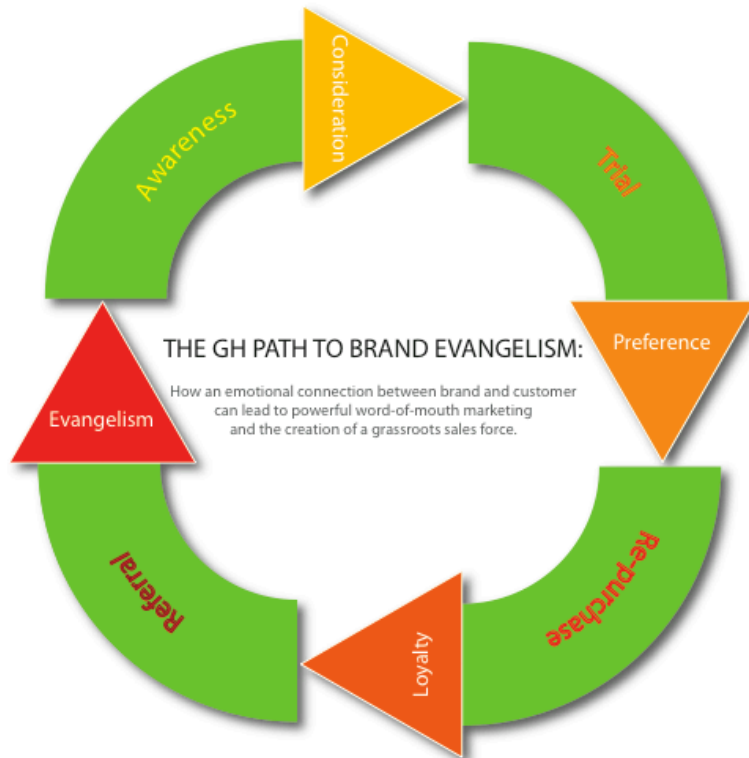 Awareness
Consideration
Trial
Preference
THE GH PATH TO BRAND EVANGELISM:
How an emotional connection between brand and customer
can lead to powerful word-of-mouth marketing
and the creation of a grassroots sales force.
Re-purchase
Loyalty
Referral
Evangelism